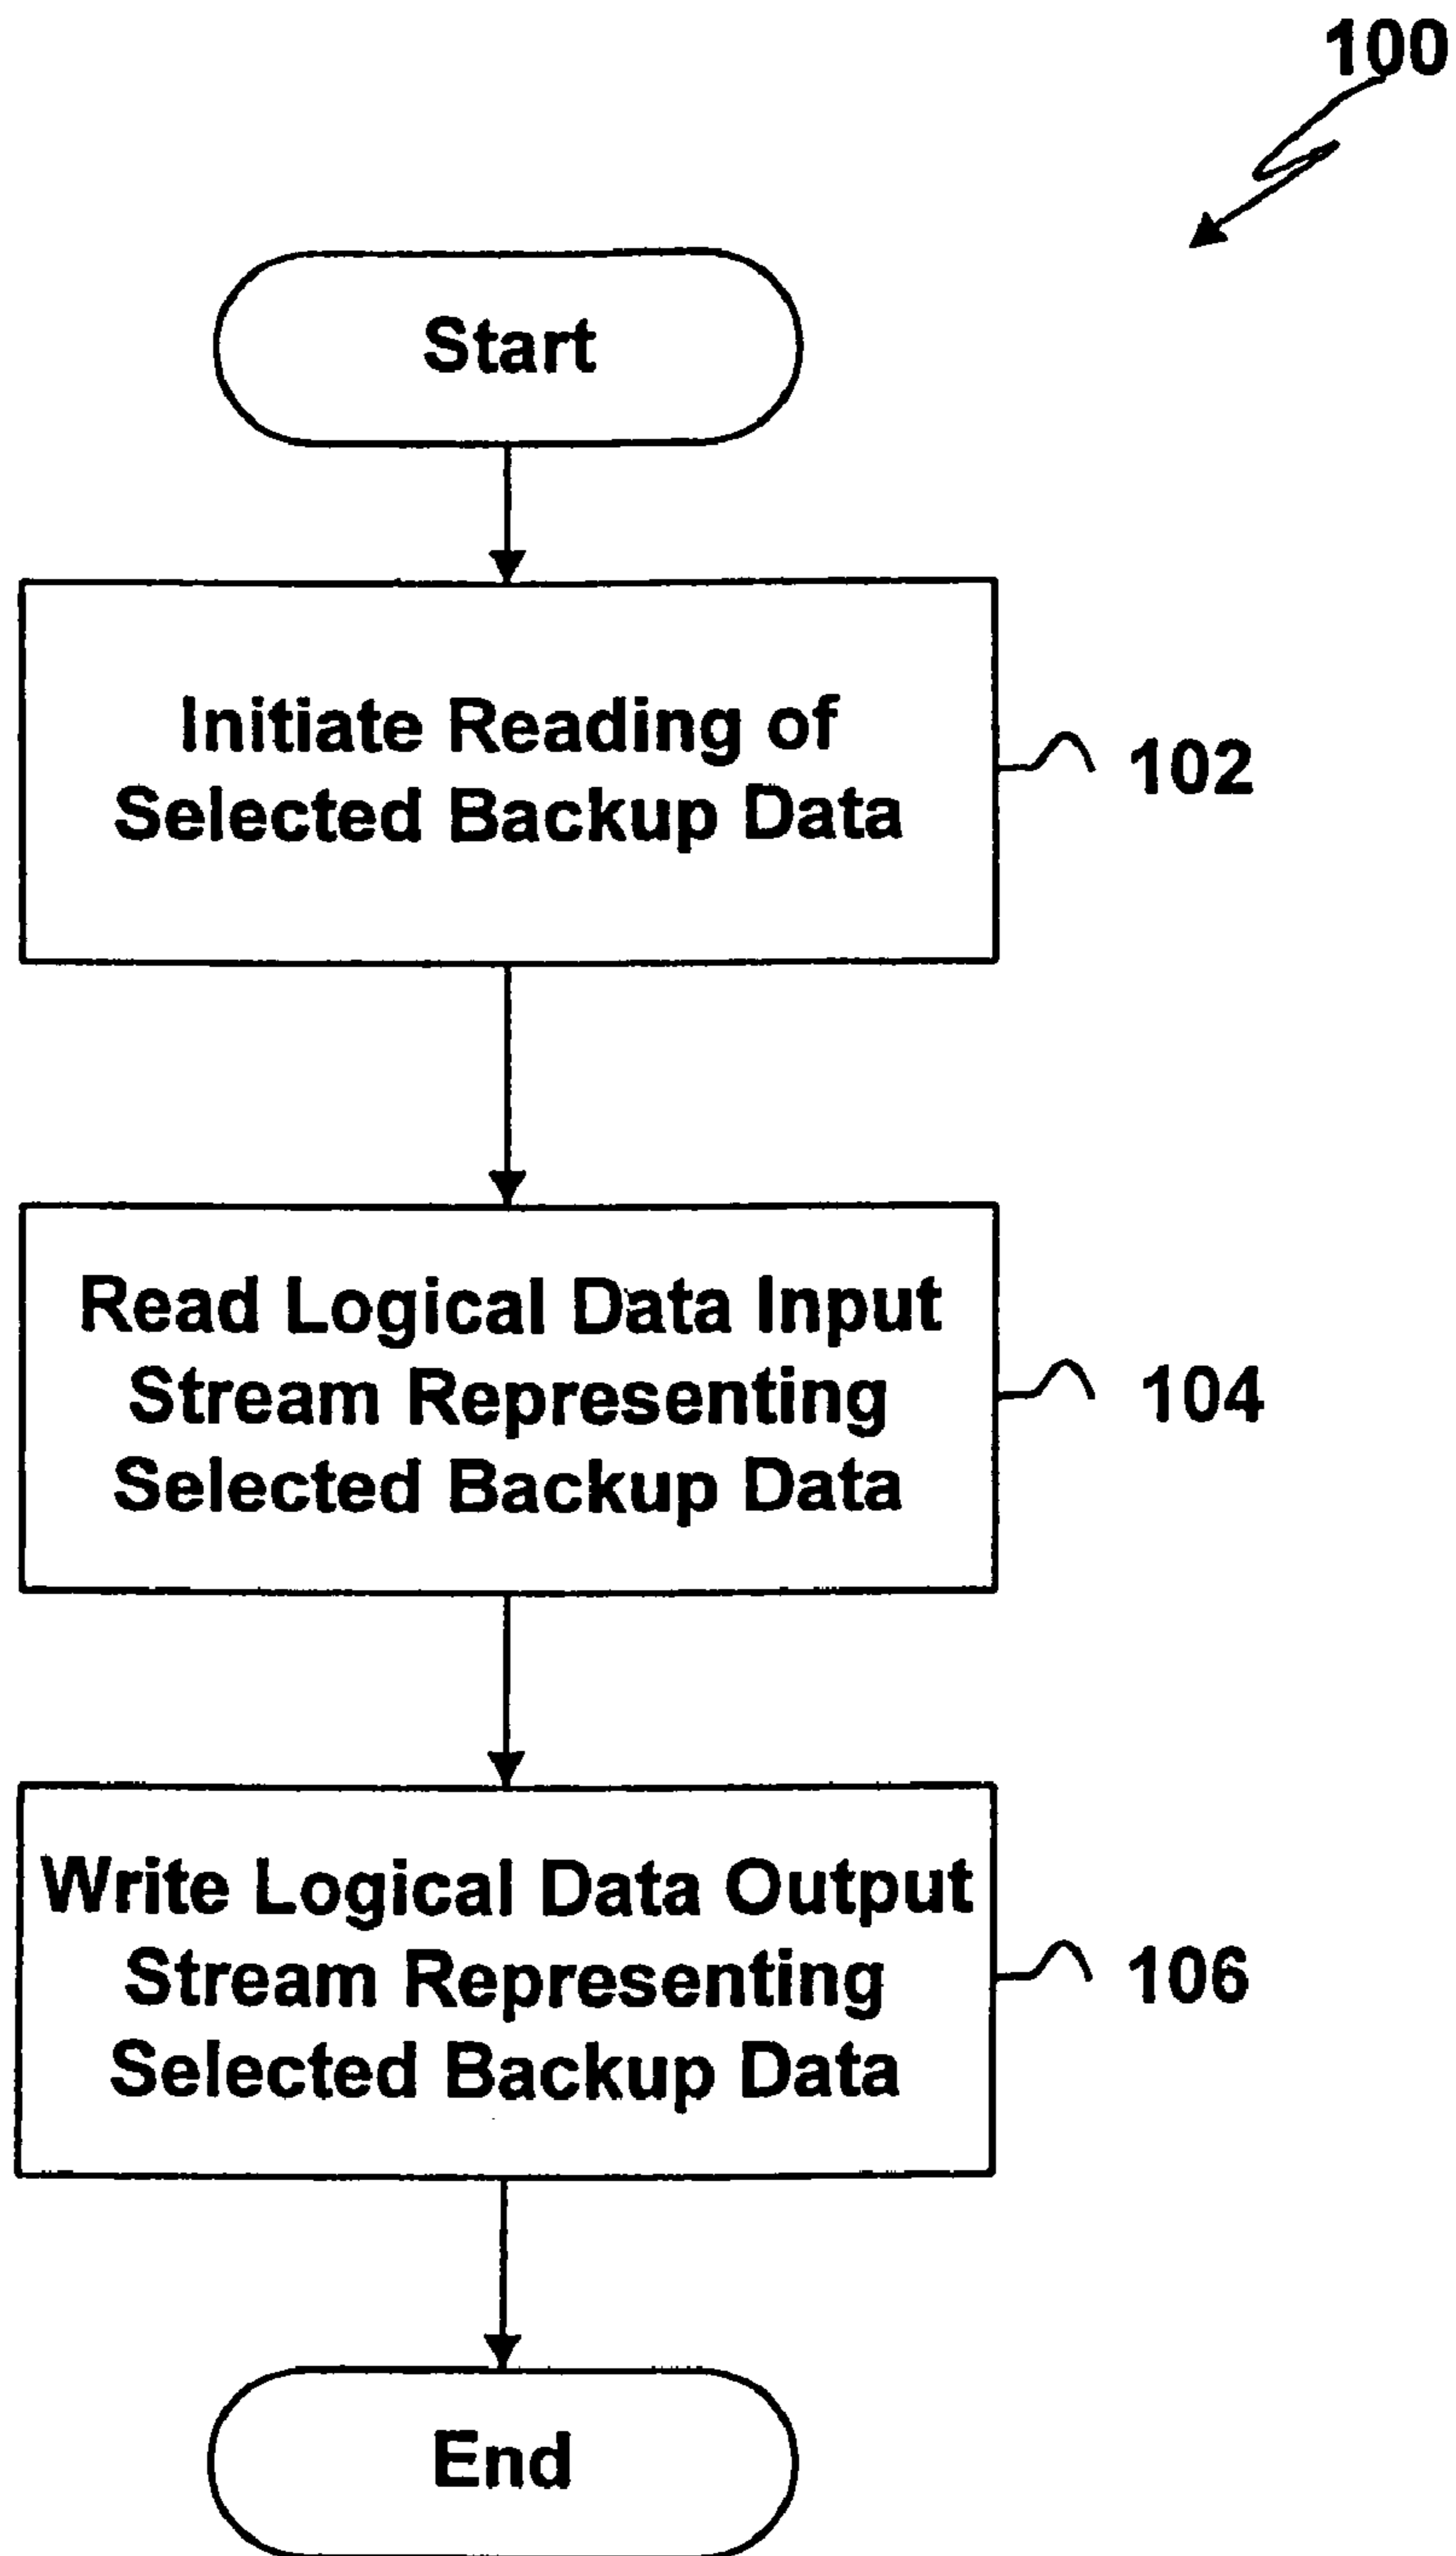 100
Start
Initiate Reading of
Selected Backup Data
102
Read Logical Data Input
Stream Representing
Selected Backup Data
104
Write Logical Data Output
Stream Representing
Selected Backup Data
106
End